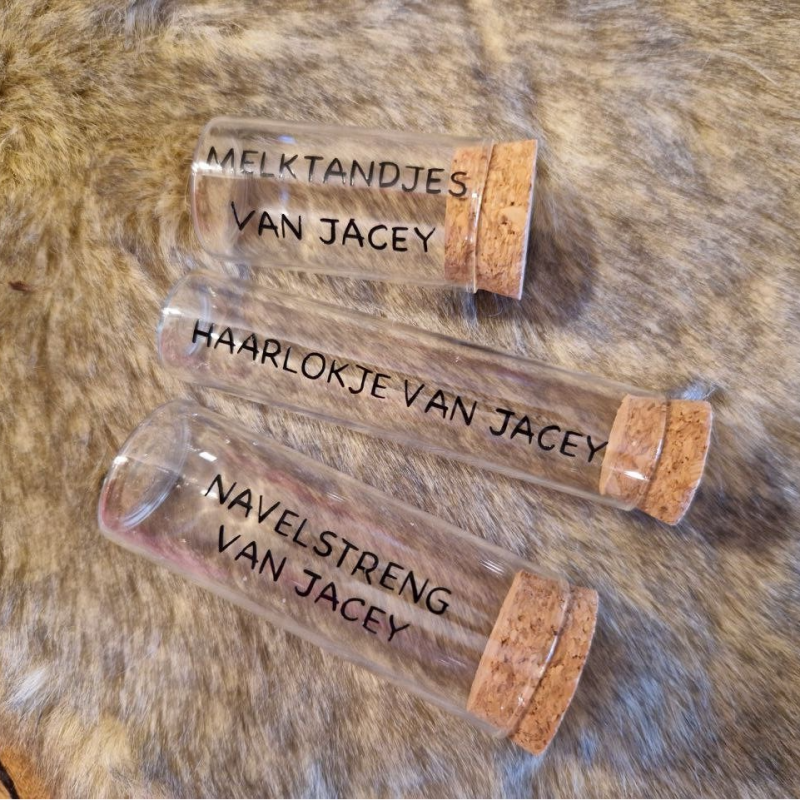 MELKTANDJES
VAN JACEY
HAARLOKJE VAN JACEY
NAVELSTRENG
VAN JACEY